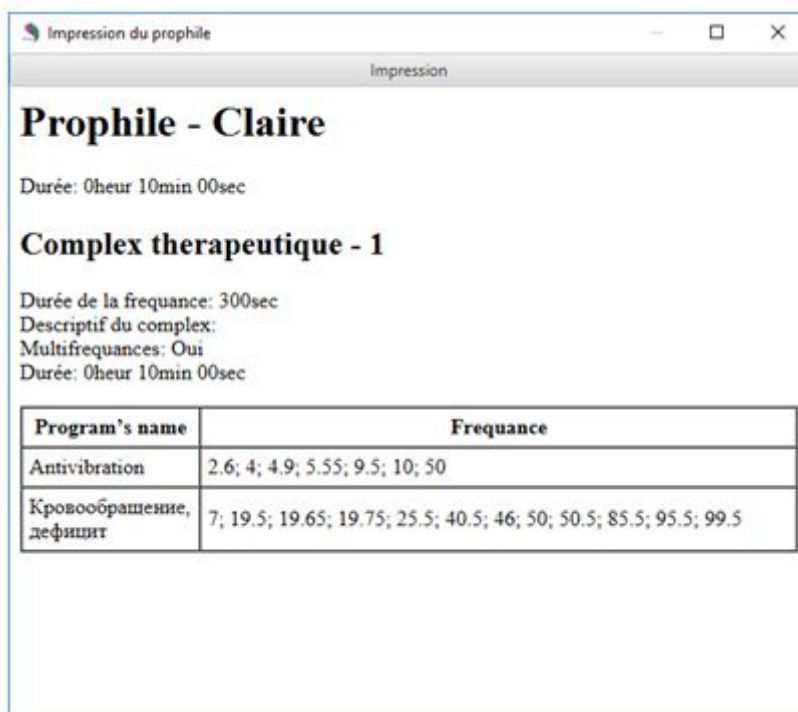 Impression du prophile
Impression
Prophile - Claire
Durée: 0heur 10min 00sec
Complex therapeutique - 1
Durée de la frequance: 300sec
Descriptif du complex:
Multifrequances: Oui
Durée: 0heur 10min 00sec
Program's name Frequance
Antivibration 2.6; 4; 4.9; 5.55; 9.5; 10; 50
Кровообращение,
дефицит
7; 19.5; 19.65; 19.75; 25.5; 40.5; 46; 50; 50.5; 85.5; 95.5; 99.5